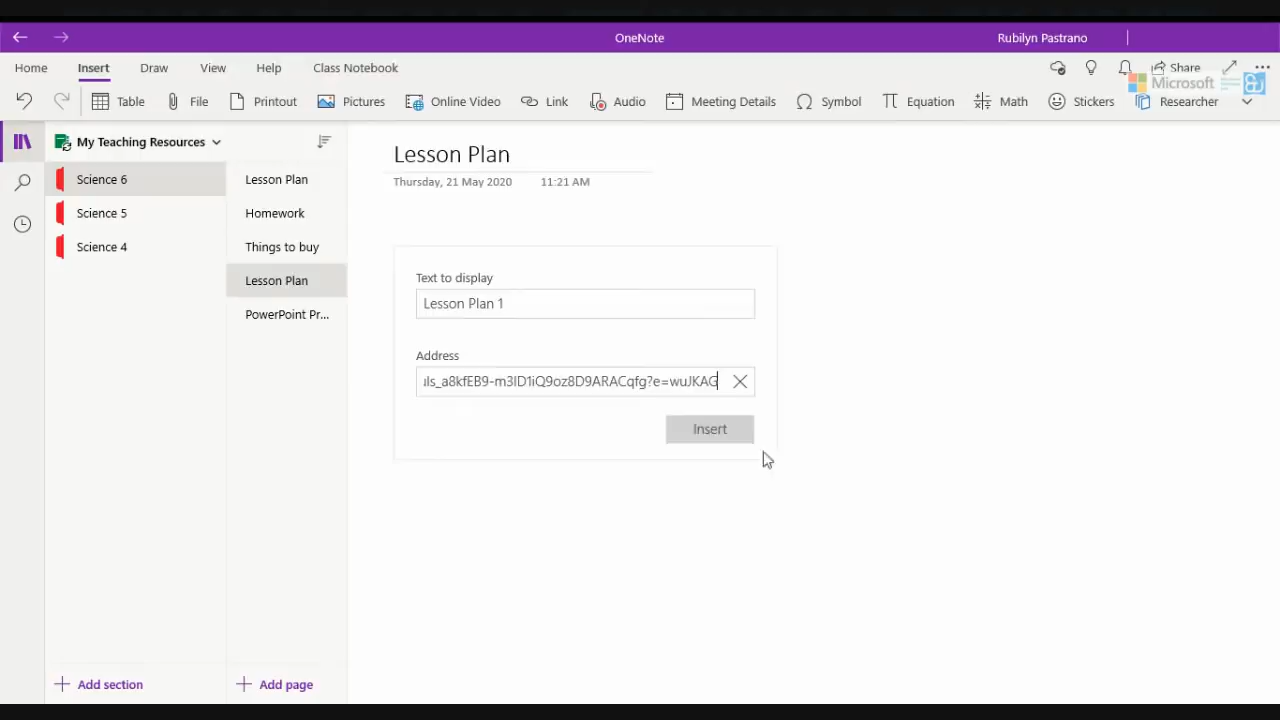 OneNote
Rubilyn Pastrano
Home Insert Draw View Help Class Notebook
Share
Microsoft
Table File Printout Pictures Online Video Link Audio Meeting Details Symbol Equation Math Stickers Researcher
My Teaching Resources
Science 6
Science 5
Science 4
Lesson Plan
Homework
Things to buy
Lesson Plan
PowerPoint Pr...
Lesson Plan
Thursday, 21 May 2020 11:21 AM
Text to display
Lesson Plan 1
Address
ls_a8kfEB9-m3ID1iQ9oz8D9ARACqfg?e=wuJKAG
Insert
Add section
Add page